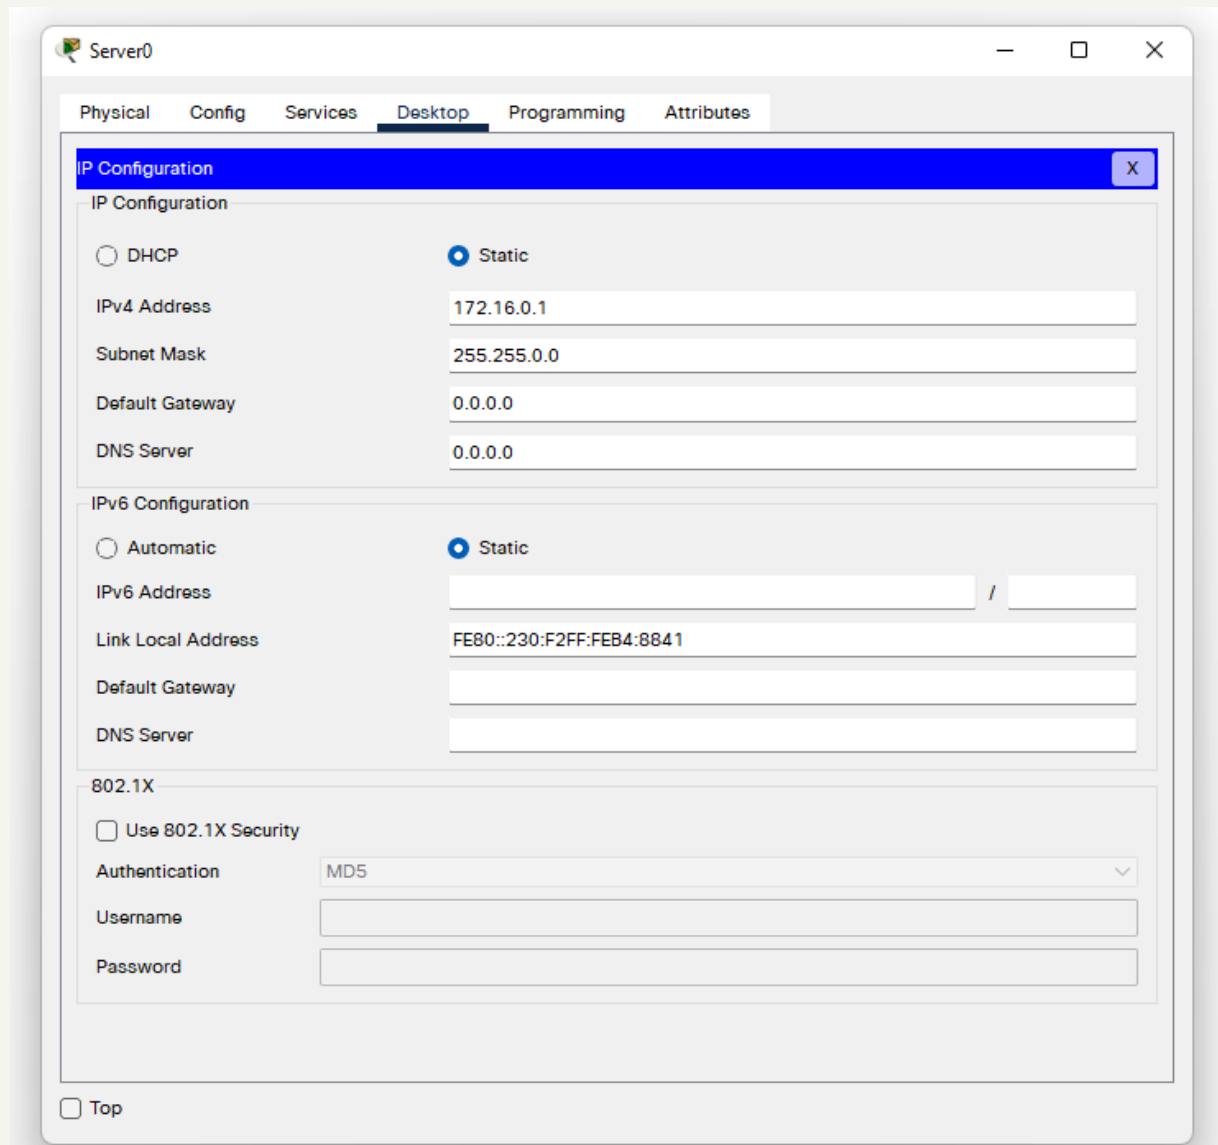 Server0
Physical Config Services Desktop Programming Attributes
IP Configuration X
IP Configuration
DHCP Static
IPv4 Address 172.16.0.1
Subnet Mask 255.255.0.0
Default Gateway 0.0.0.0
DNS Server 0.0.0.0
IPv6 Configuration
Automatic Static
IPv6 Address /
Link Local Address FE80::230:F2FF:FEB4:8841
Default Gateway
DNS Server
802.1X
Use 802.1X Security
Authentication MD5
Username
Password
Top